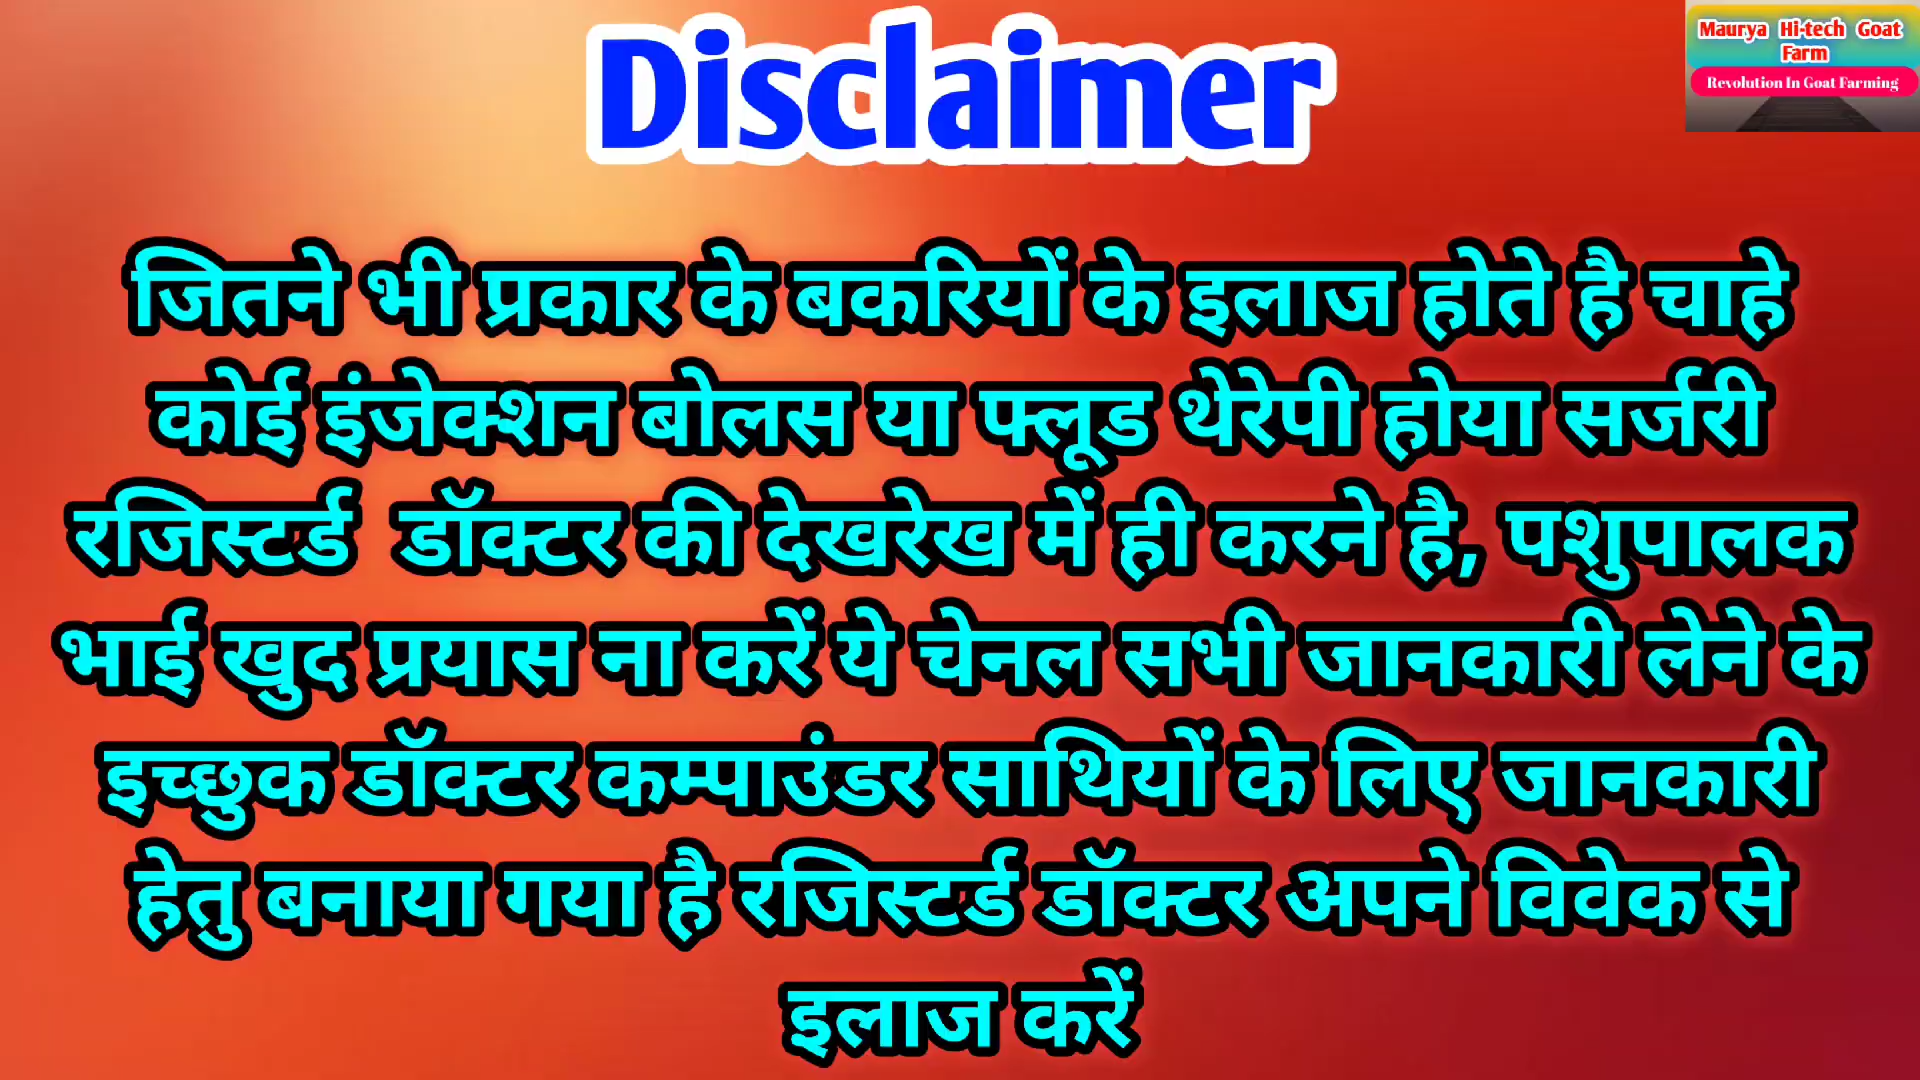 Disclaimer
Maurya Hi-tech Goat
Farm
Revolution In Goat Farming
जितने भी प्रकार के बकरियों के इलाज होते है चाहे
कोई इंजेक्शन बोलस या फ्लूड थेरेपी होया सर्जरी
रजिस्टर्ड डॉक्टर की देखरेख में ही करने है, पशुपालक
भाई खुद प्रयास ना करें ये चेनल सभी जानकारी लेने के
इच्छुक डॉक्टर कम्पाउंडर साथियों के लिए जानकारी
हेतु बनाया गया है रजिस्टर्ड डॉक्टर अपने विवेक से
इलाज करें